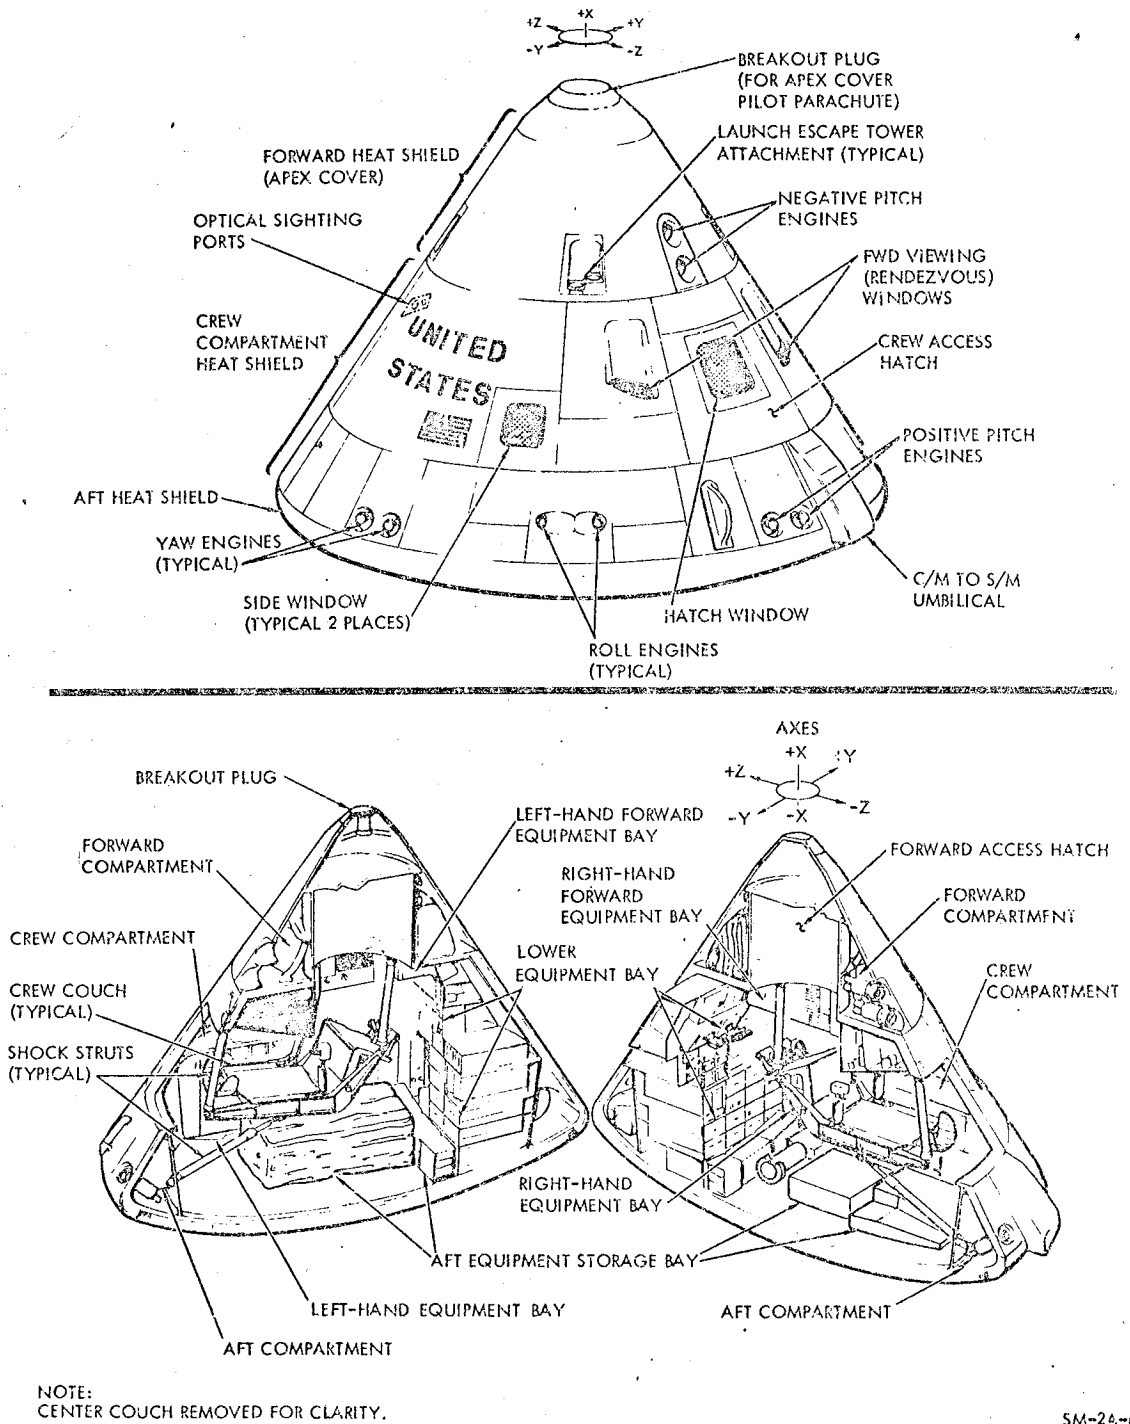 +X
+Z
+Y
-Y
-Z
BREAKOUT PLUG
(FOR APEX COVER
PILOT PARACHUTE)
LAUNCH ESCAPE TOWER
ATTACHMENT (TYPICAL)
FORWARD HEAT SHIELD
(APEX COVER)
NEGATIVE PITCH
ENGINES
OPTICAL SIGHTING
PORTS
FWD VIEWING
(RENDEZVOUS)
WINDOWS
CREW
COMPARTMENT
HEAT SHIELD
UNITED
STATES
CREW ACCESS
HATCH
POSITIVE PITCH
ENGINES
AFT HEAT SHIELD
YAW ENGINES
(TYPICAL)
C/M TO S/M
UMBILICAL
SIDE WINDOW
(TYPICAL 2 PLACES)
HATCH WINDOW
ROLL ENGINES
(TYPICAL)
AXES
+X
+Y
+Z
-Y
-X
-Z
BREAKOUT PLUG
LEFT-HAND FORWARD
EQUIPMENT BAY
FORWARD
COMPARTMENT
FORWARD ACCESS HATCH
RIGHT-HAND
FORWARD
EQUIPMENT BAY
FORWARD
COMPARTMENT
CREW COMPARTMENT
LOWER
EQUIPMENT BAY
CREW
COMPARTMENT
CREW COUCH
(TYPICAL)
SHOCK STRUTS
(TYPICAL)
RIGHT-HAND
EQUIPMENT BAY
AFT EQUIPMENT STORAGE BAY
LEFT-HAND EQUIPMENT BAY
AFT COMPARTMENT
AFT COMPARTMENT
NOTE:
CENTER COUCH REMOVED FOR CLARITY.
SM-2A-